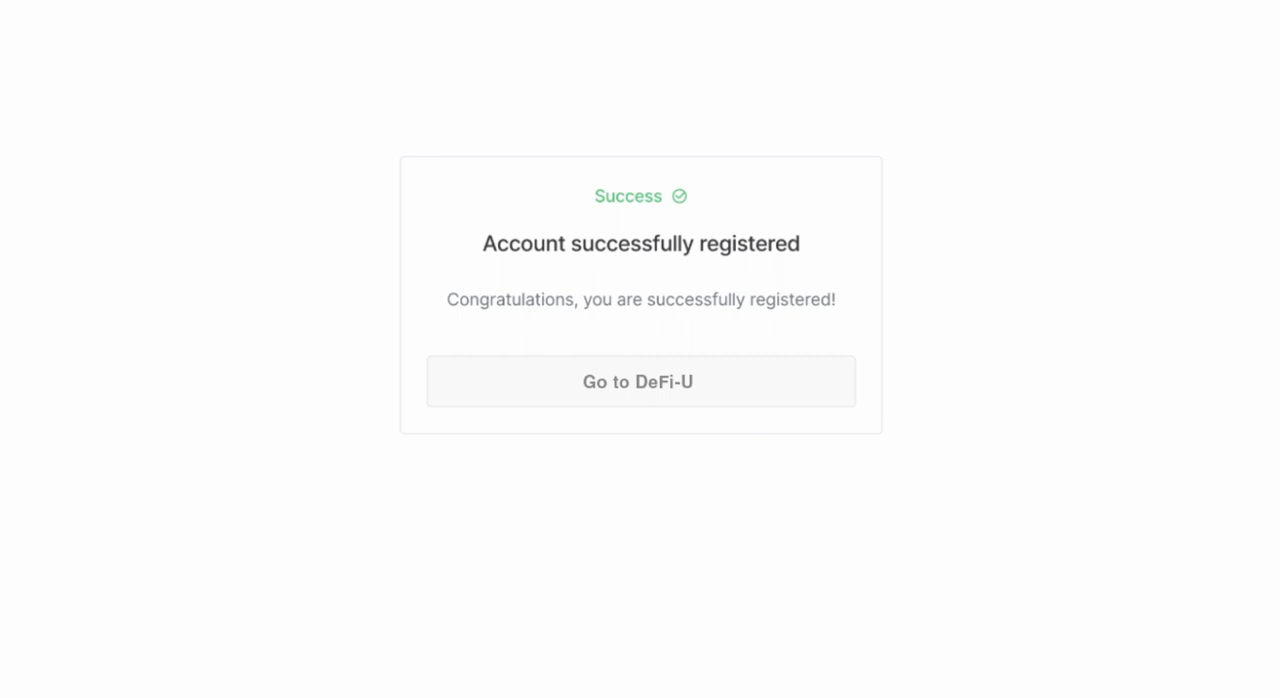 Success
Account successfully registered
Congratulations, you are successfully registered!
Go to DeFi-U